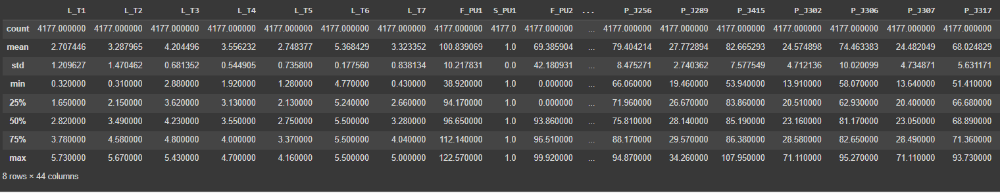 L_T1 L_T2 L_T3 L_T4 L_T5 L_T6 L_T7 F_PU1 S_PU1 F_PU2 ... P_J256 P_J289 P_J415 P_J302 P_J306 P_J307 P_J317
count 4177.000000 4177.000000 4177.000000 4177.000000 4177.000000 4177.000000 4177.000000 4177.000000 4177.0 4177.000000 ... 4177.000000 4177.000000 4177.000000 4177.000000 4177.000000 4177.000000 4177.000000
mean 2.707446 3.287965 4.204496 3.556232 2.748377 5.368429 3.323352 100.839069 1.0 69.385904 ... 79.404214 27.772894 82.665293 24.574898 74.463383 24.482049 68.024829
std 1.209627 1.470462 0.681352 0.544905 0.735800 0.177560 0.838134 10.217831 0.0 42.180931 ... 8.475271 2.740362 7.577549 4.712136 10.020099 4.734871 5.631171
min 0.320000 0.310000 2.880000 1.920000 1.280000 4.770000 0.430000 38.920000 1.0 0.000000 ... 66.060000 19.460000 53.940000 13.910000 58.070000 13.640000 51.410000
25% 1.650000 2.150000 3.620000 3.130000 2.130000 5.240000 2.660000 94.170000 1.0 0.000000 ... 71.960000 26.670000 83.860000 20.510000 62.930000 20.400000 66.680000
50% 2.820000 3.490000 4.230000 3.550000 2.750000 5.500000 3.280000 96.650000 1.0 93.860000 ... 75.810000 28.140000 85.190000 23.160000 81.170000 23.050000 68.890000
75% 3.780000 4.580000 4.800000 4.000000 3.370000 5.500000 4.040000 112.140000 1.0 96.510000 ... 88.170000 29.570000 86.380000 28.580000 82.650000 28.490000 71.360000
max 5.730000 5.670000 5.430000 4.700000 4.160000 5.500000 5.000000 122.570000 1.0 99.920000 ... 94.870000 34.260000 107.950000 71.110000 95.270000 71.110000 93.730000
8 rows × 44 columns